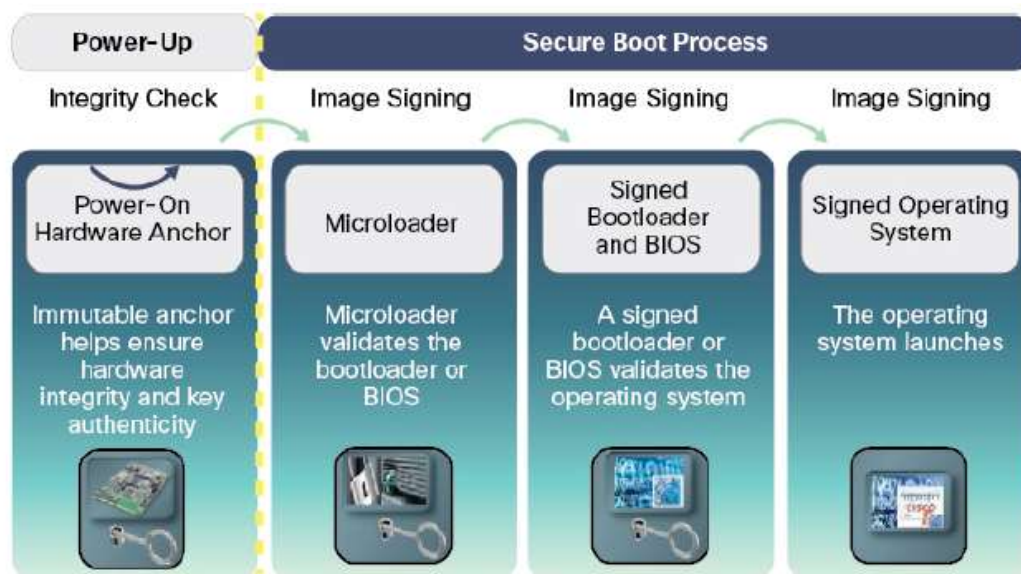 Power-Up
Secure Boot Process
Integrity Check
Image Signing
Image Signing
Image Signing
Power-On
Hardware Anchor
Microloader
Signed
Bootloader
and BIOS
Signed Operating
System
Immutable anchor
helps ensure
hardware
integrity and key
authenticity
Microloader
validates the
bootloader or
BIOS
A signed
bootloader or
BIOS validates the
operating system
The operating
system launches
CISCO